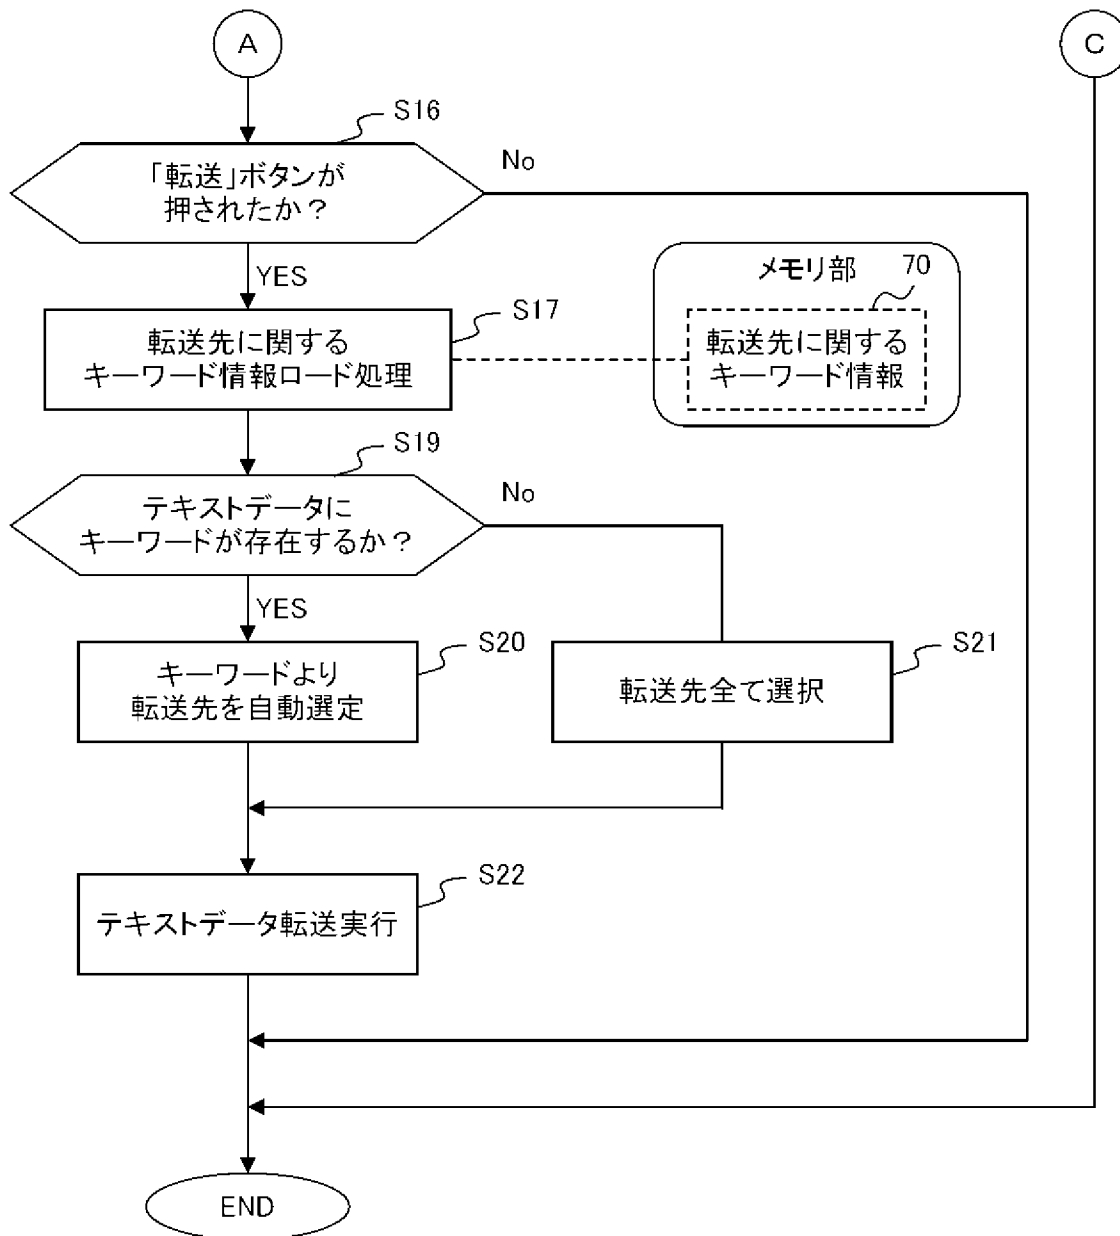 A
C
S16
「転送」ボタンが
押されたか？
No
YES
メモリ部
70
S17
転送先に関する
キーワード情報ロード処理
転送先に関する
キーワード情報
S19
テキストデータに
キーワードが存在するか？
No
YES
S20
キーワードより
転送先を自動選定
S21
転送先全て選択
S22
テキストデータ転送実行
END